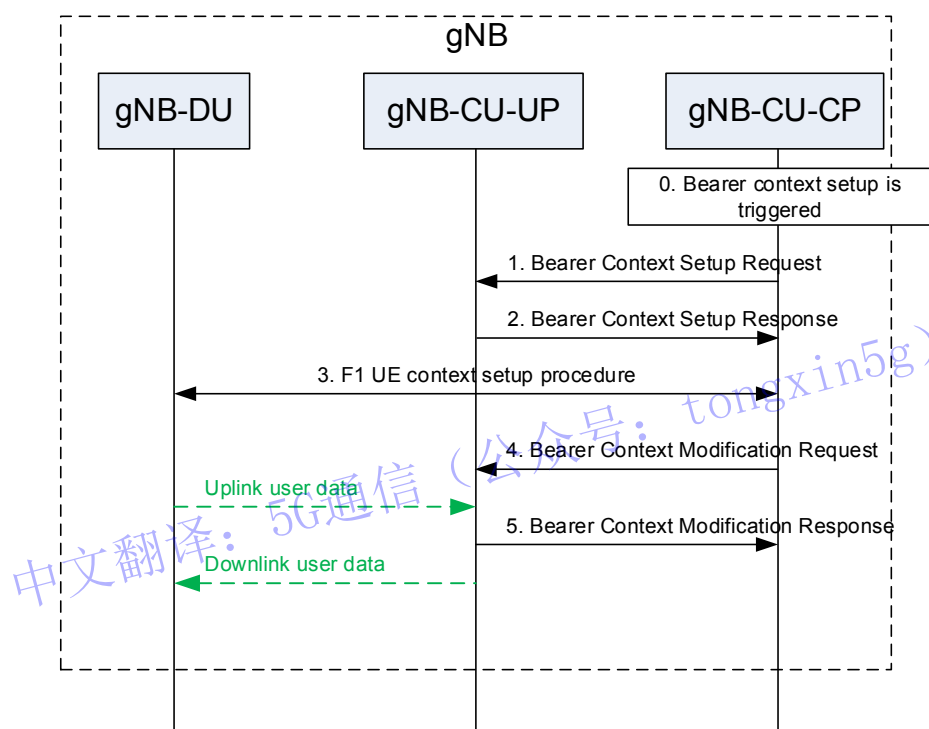 gNB
gNB-DU
gNB-CU-UP
gNB-CU-CP
0. Bearer context setup is
triggered
1. Bearer Context Setup Request
2. Bearer Context Setup Response
3. F1 UE context setup procedure
4. Bearer Context Modification Request
Uplink user data
5. Bearer Context Modification Response
Downlink user data
中文翻译：5G通信（公众号：tongxin5g）